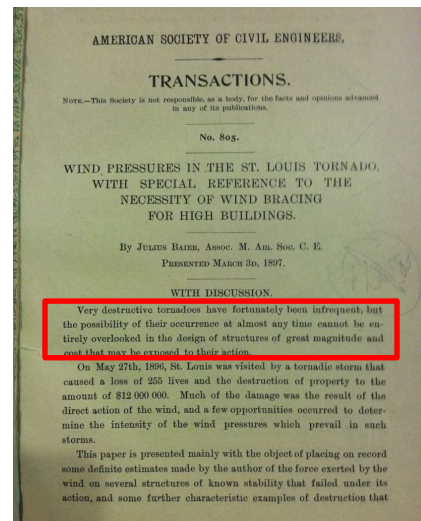 AMERICAN SOCIETY OF CIVIL ENGINEERS,
TRANSACTIONS.
NOTE.—This Society is not responsible, as a body, for the facts and opinions advanced
in any of its publications.
No. 805.
WIND PRESSURES IN THE ST. LOUIS TORNADO,
WITH SPECIAL REFERENCE TO THE
NECESSITY OF WIND BRACING
FOR HIGH BUILDINGS.
By JULIUS BAIER, Assoc. M. Am. Soc. C. E.
PRESENTED MARCH 3D, 1897.
WITH DISCUSSION.
Very destructive tornadoes have fortunately been infrequent, but
the possibility of their occurrence at almost any time cannot be en-
tirely overlooked in the design of structures of great magnitude and
cost that may be exposed to their action.
On May 27th, 1896, St. Louis was visited by a tornadic storm that
caused a loss of 255 lives and the destruction of property to the
amount of $12 000 000. Much of the damage was the result of the
direct action of the wind, and a few opportunities occurred to deter-
mine the intensity of the wind pressures which prevail in such
storms.
This paper is presented mainly with the object of placing on record
some definite estimates made by the author of the force exerted by the
wind on several structures of known stability that failed under its
action, and some further characteristic examples of destruction that